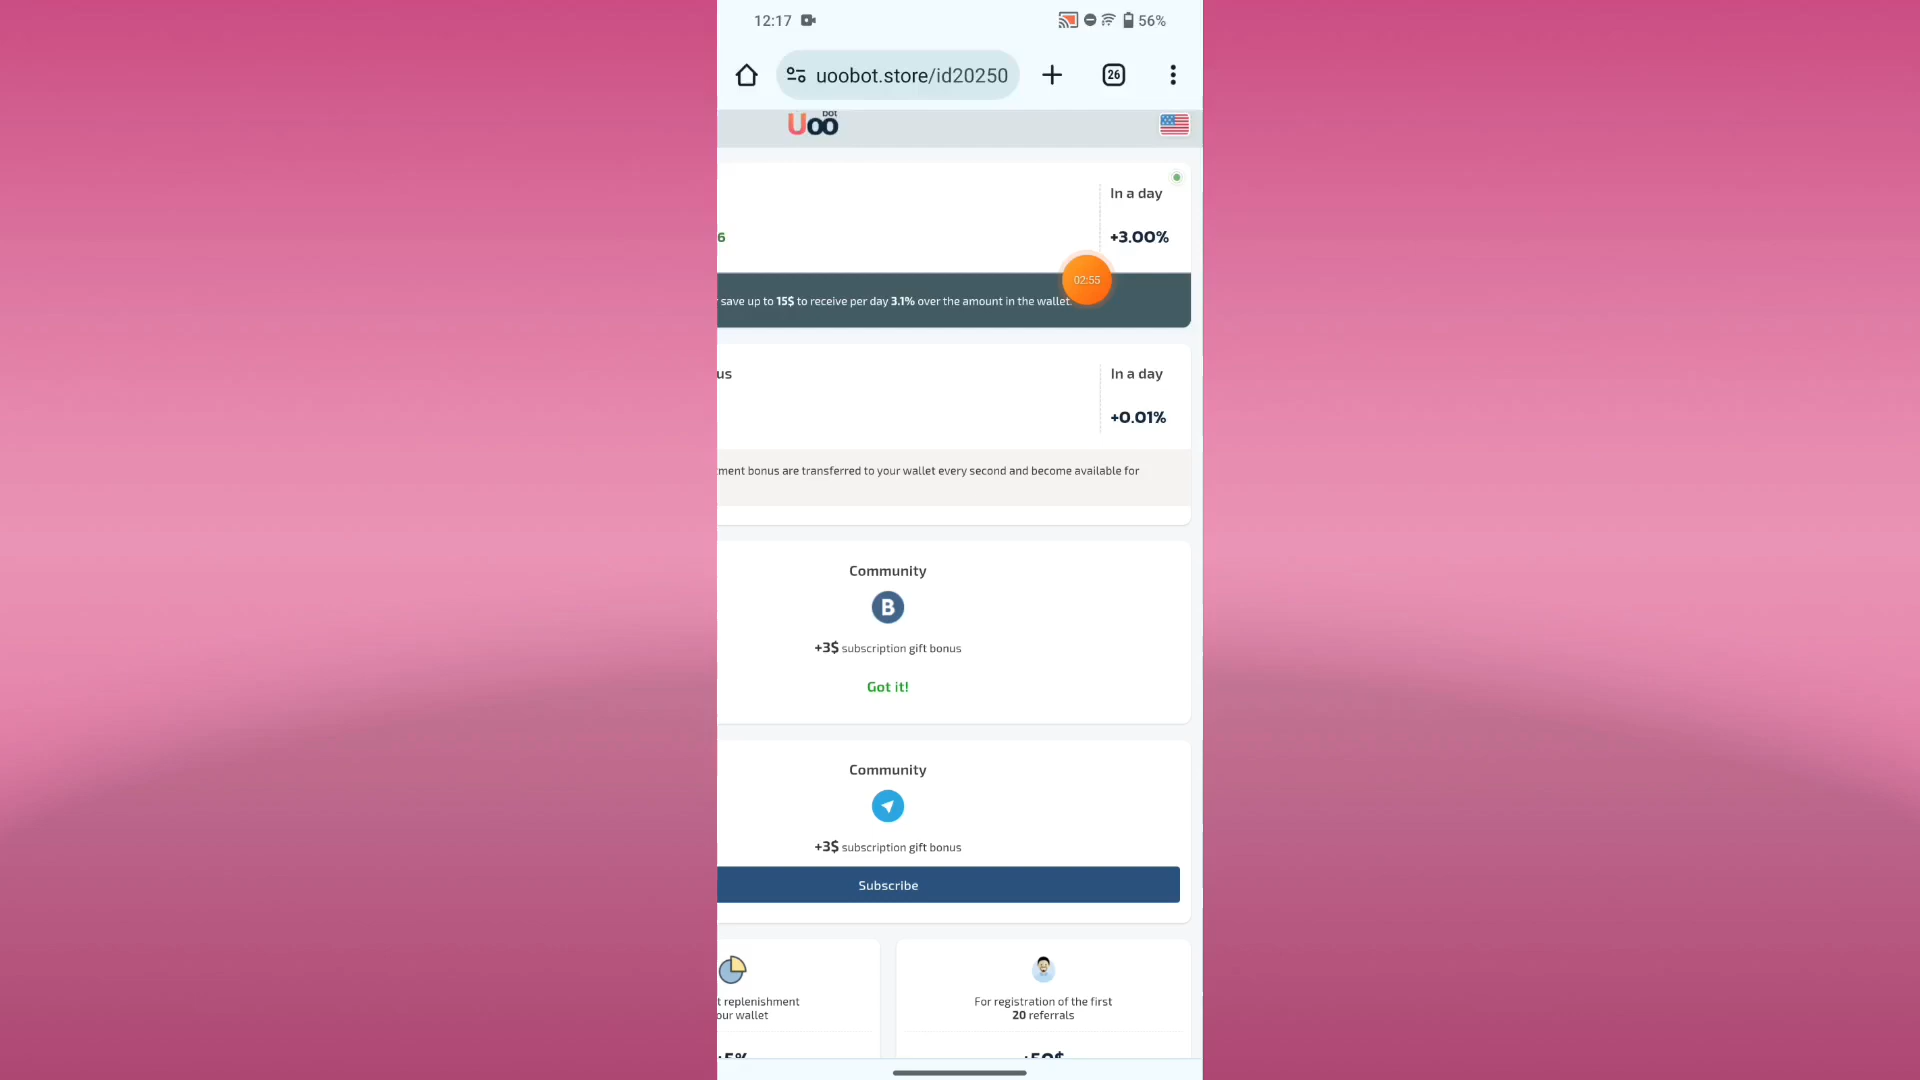 12:17
56%
uoobot.store/id20250
26
Uoo
bot
In a day
6
+3.00%
02:55
save up to 15$ to receive per day 3.1% over the amount in the wallet.
us
In a day
+0.01%
ment bonus are transferred to your wallet every second and become available for
Community
B
+3$ subscription gift bonus
Got it!
Community
+3$ subscription gift bonus
Subscribe
t replenishment
our wallet
For registration of the first
20 referrals
+5%
+50$